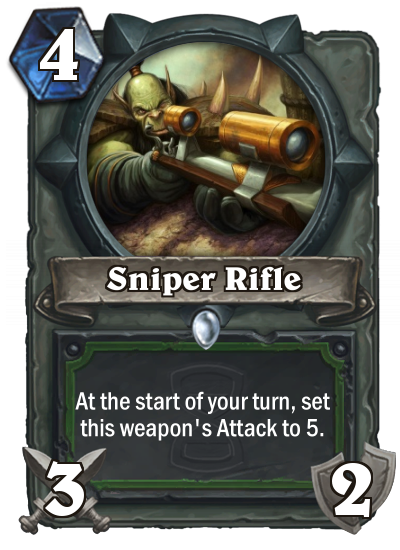 4
Sniper Rifle
At the start of your turn, set
this weapon's Attack to 5.
3
2